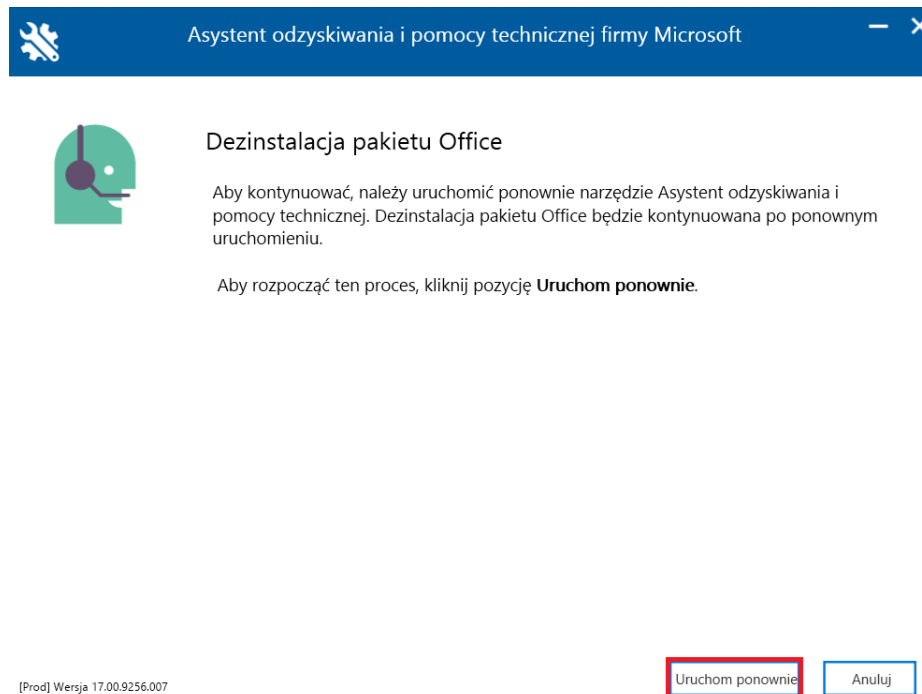 Asystent odzyskiwania i pomocy technicznej firmy Microsoft
Dezinstalacja pakietu Office
Aby kontynuować, należy uruchomić ponownie narzędzie Asystent odzyskiwania i
pomocy technicznej. Dezinstalacja pakietu Office będzie kontynuowana po ponownym
uruchomieniu.
Aby rozpocząć ten proces, kliknij pozycję Uruchom ponownie.
[Prod] Wersja 17.00.9256.007
Uruchom ponownie
Anuluj